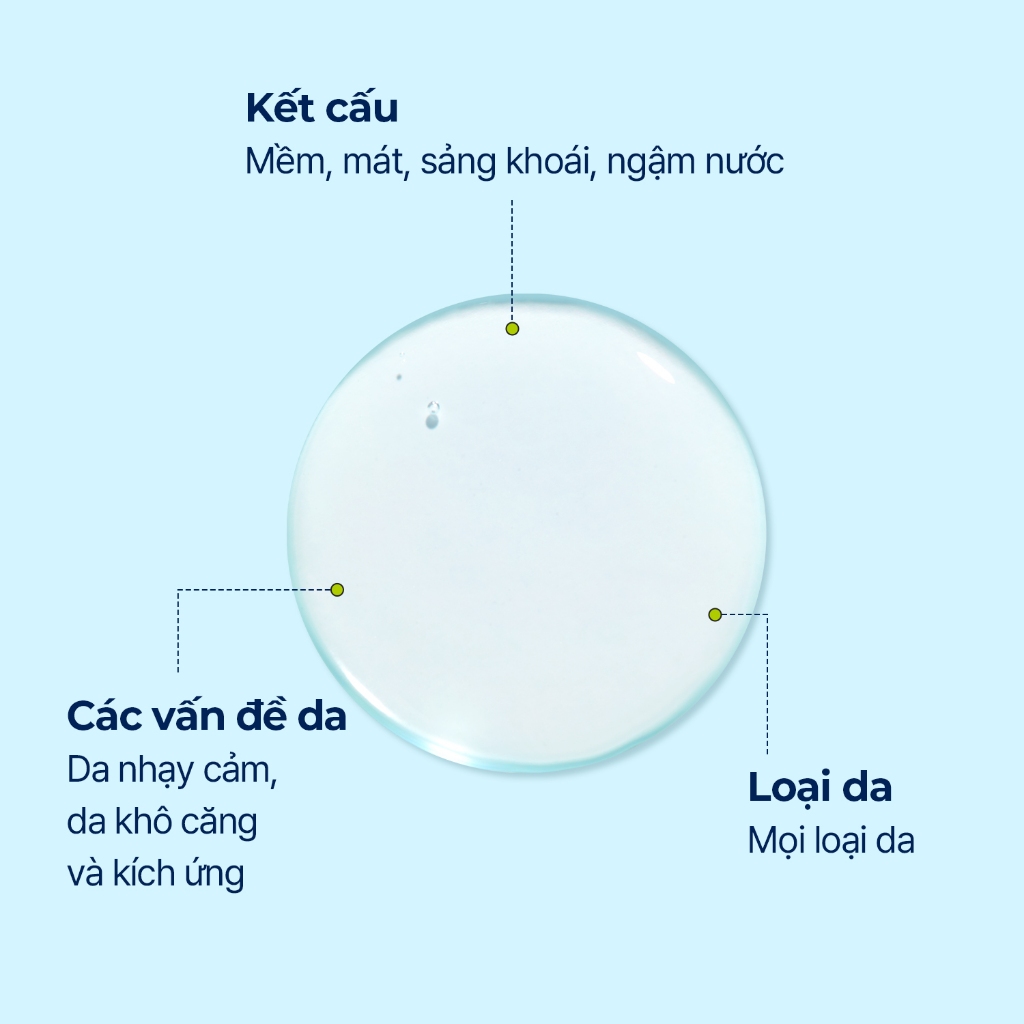 Kết cấu
Mềm, mát, sảng khoái, ngậm nước
Các vấn đề da
Da nhạy cảm,
da khô căng
và kích ứng
Loại da
Mọi loại da